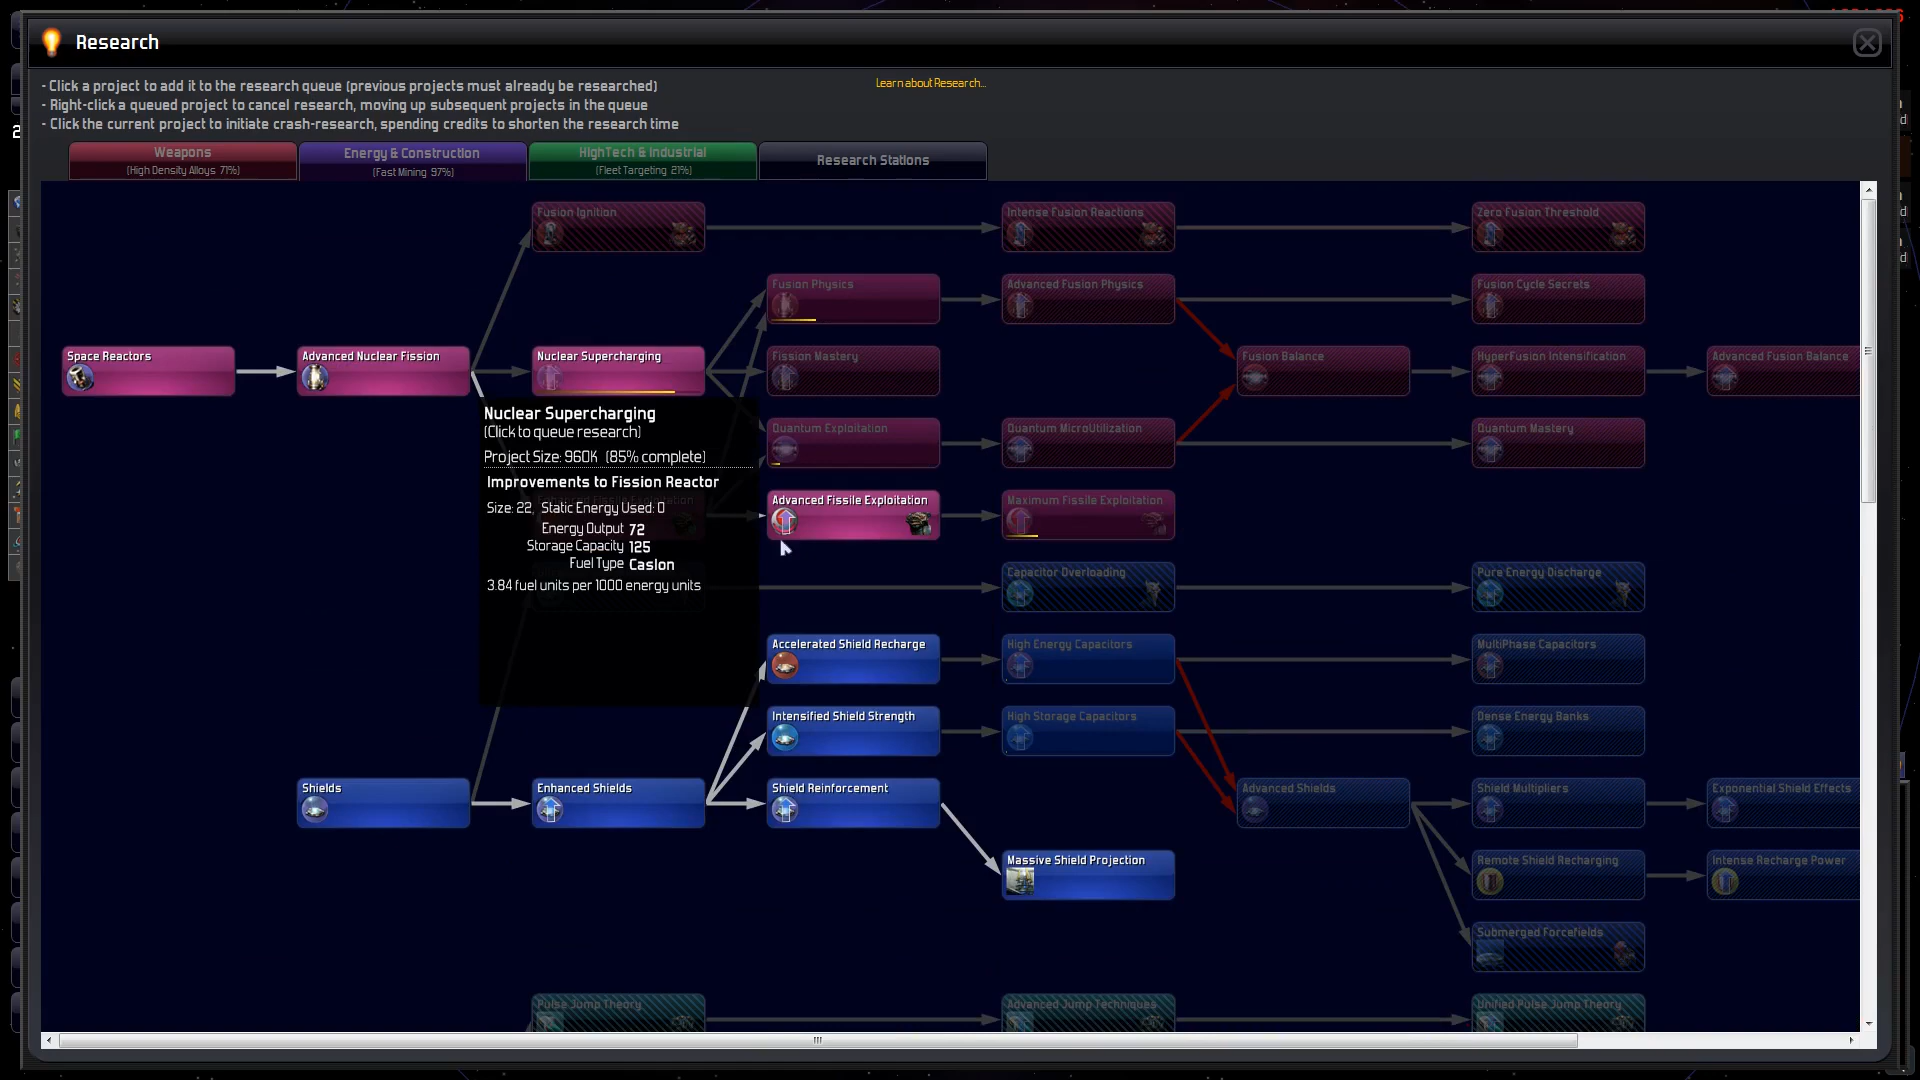 Research
- Click a project to add it to the research queue (previous projects must already be researched)
Learn about Research...
- Right-click a queued project to cancel research, moving up subsequent projects in the queue
- Click the current project to initiate crash-research, spending credits to shorten the research time
Weapons
(High Density Alloys 71%)
Energy & Construction
(Fast Mining 97%)
HighTech & Industrial
(Fleet Targeting 21%)
Research Stations
Fusion Ignition
Intense Fusion Reactions
Zero Fusion Threshold
Fusion Physics
Advanced Fusion Physics
Fusion Cycle Secrets
Space Reactors
Advanced Nuclear Fission
Nuclear Supercharging
Fission Mastery
Fusion Balance
HyperFusion Intensification
Advanced Fusion Balance
Nuclear Supercharging
(Click to queue research)
Project Size: 960K (85% complete)
Improvements to Fission Reactor
Size: 22, Static Energy Used: 0
Energy Output 72
Storage Capacity 125
Fuel Type Caslon
3.84 fuel units per 1000 energy units
Quantum Exploitation
Quantum MicroUtilization
Quantum Mastery
Advanced Fissile Exploitation
Maximum Fissile Exploitation
Capacitor Overloading
Pure Energy Discharge
Accelerated Shield Recharge
High Energy Capacitors
MultiPhase Capacitors
Intensified Shield Strength
High Storage Capacitors
Dense Energy Banks
Shields
Enhanced Shields
Shield Reinforcement
Advanced Shields
Shield Multipliers
Exponential Shield Effects
Massive Shield Projection
Remote Shield Recharging
Intense Recharge Power
Submerged Forcefields
Pulse Jump Theory
Advanced Jump Techniques
Unified Pulse Jump Theory